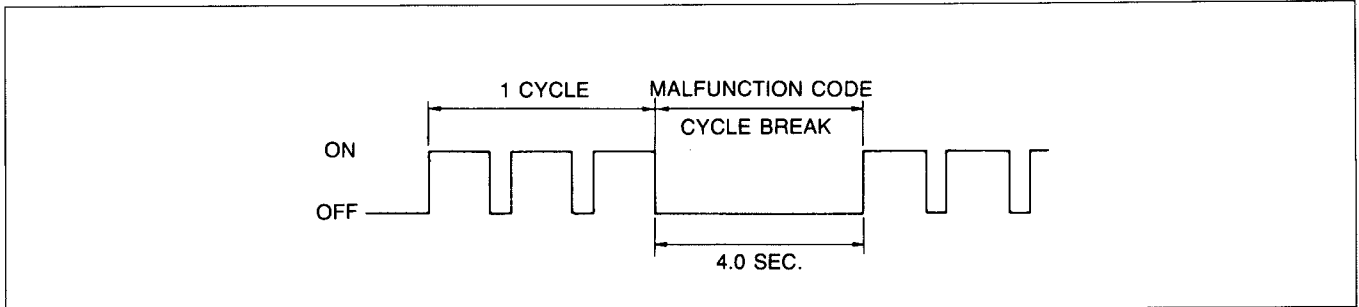 1 CYCLE
MALFUNCTION CODE
CYCLE BREAK
ON
OFF
4.0 SEC.